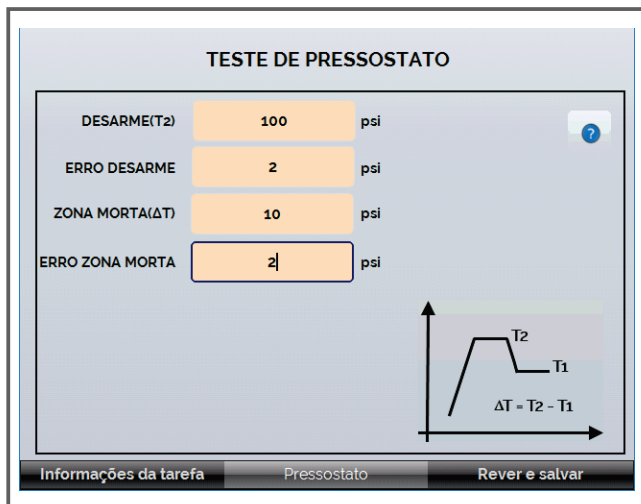 TESTE DE PRESSOSTATO
DESARME(T2) 100 psi
ERRO DESARME 2 psi
ZONA MORTA(ΔT) 10 psi
ERRO ZONA MORTA 2 psi
?
T2
T1
ΔT = T2 - T1
Informações da tarefa Pressostato Rever e salvar